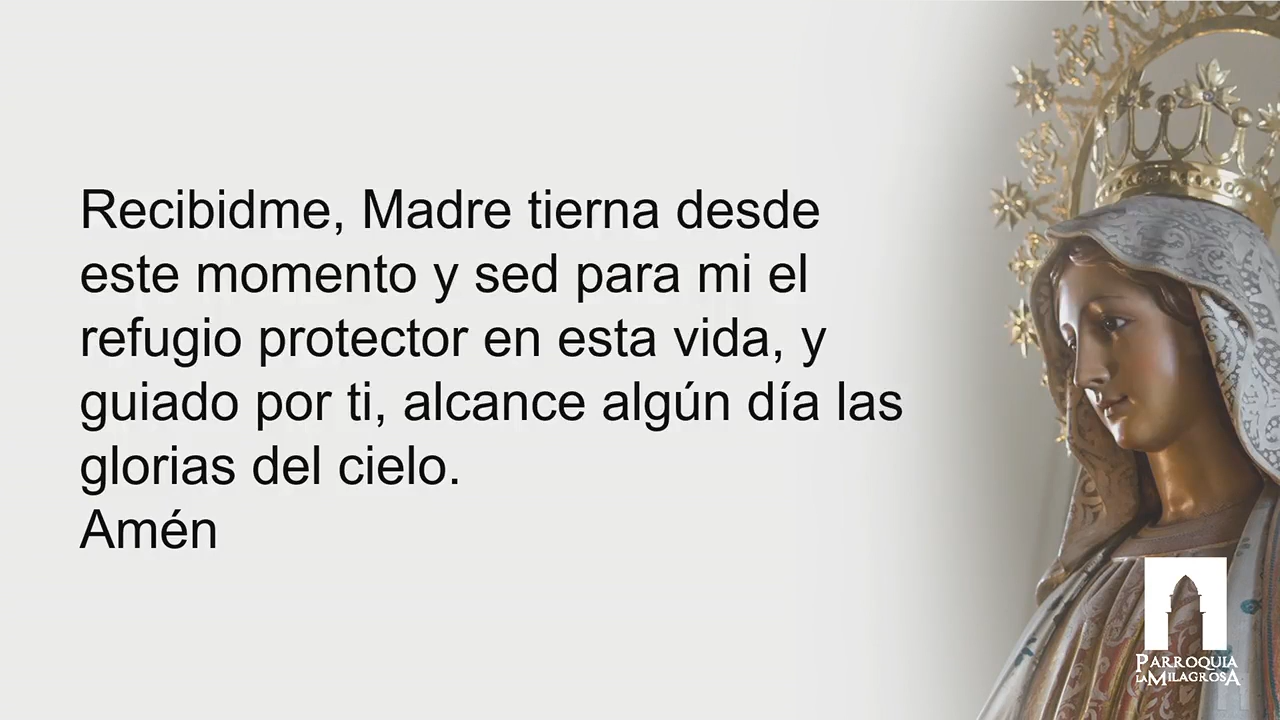 Recibidme, Madre tierna desde
este momento y sed para mi el
refugio protector en esta vida, y
guiado por ti, alcance algún día las
glorias del cielo.
Amén
PARROQUIA
LA MILAGROSA